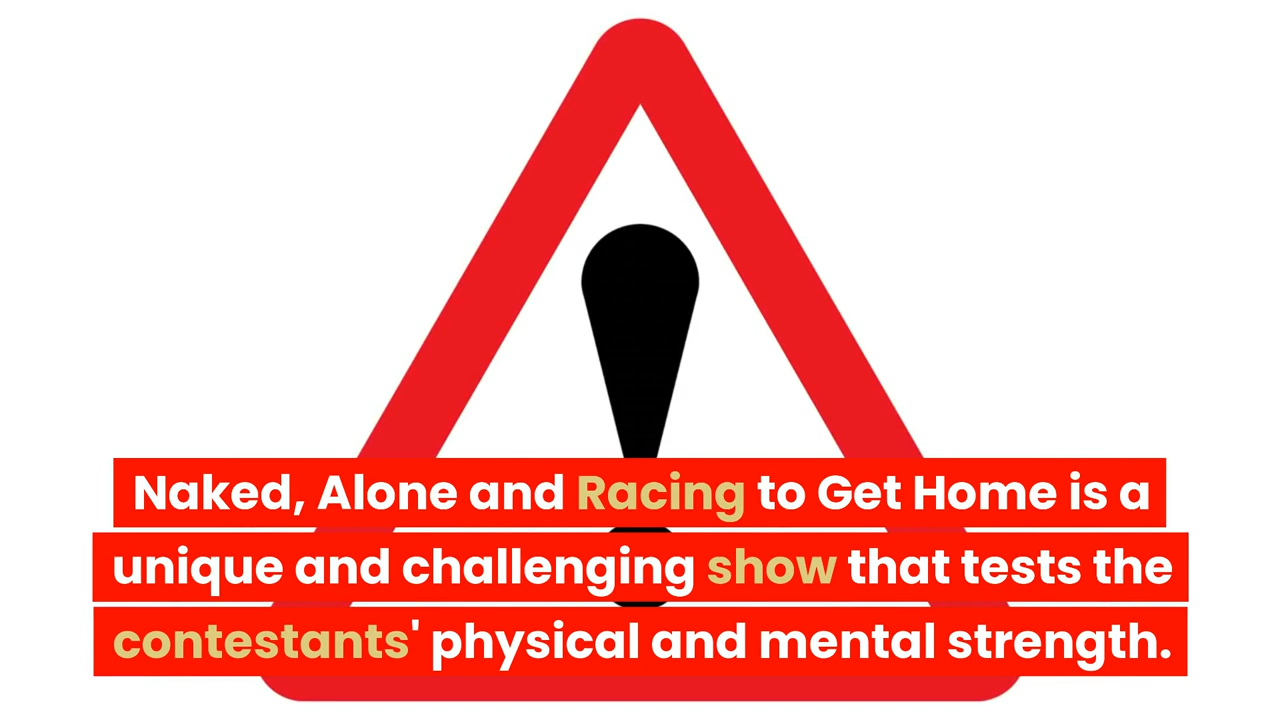 Naked, Alone and Racing to Get Home is a
unique and challenging show that tests the
contestants' physical and mental strength.